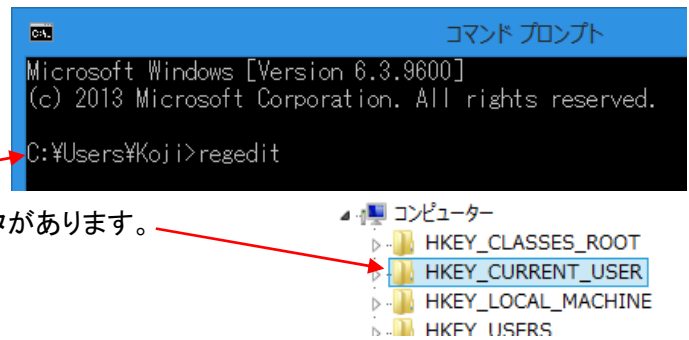 コマンド プロンプト
Microsoft Windows [Version 6.3.9600]
(c) 2013 Microsoft Corporation. All rights reserved.
C:¥Users¥Koji>regedit
があります。
コンピューター
HKEY_CLASSES_ROOT
HKEY_CURRENT_USER
HKEY_LOCAL_MACHINE
HKEY_USERS